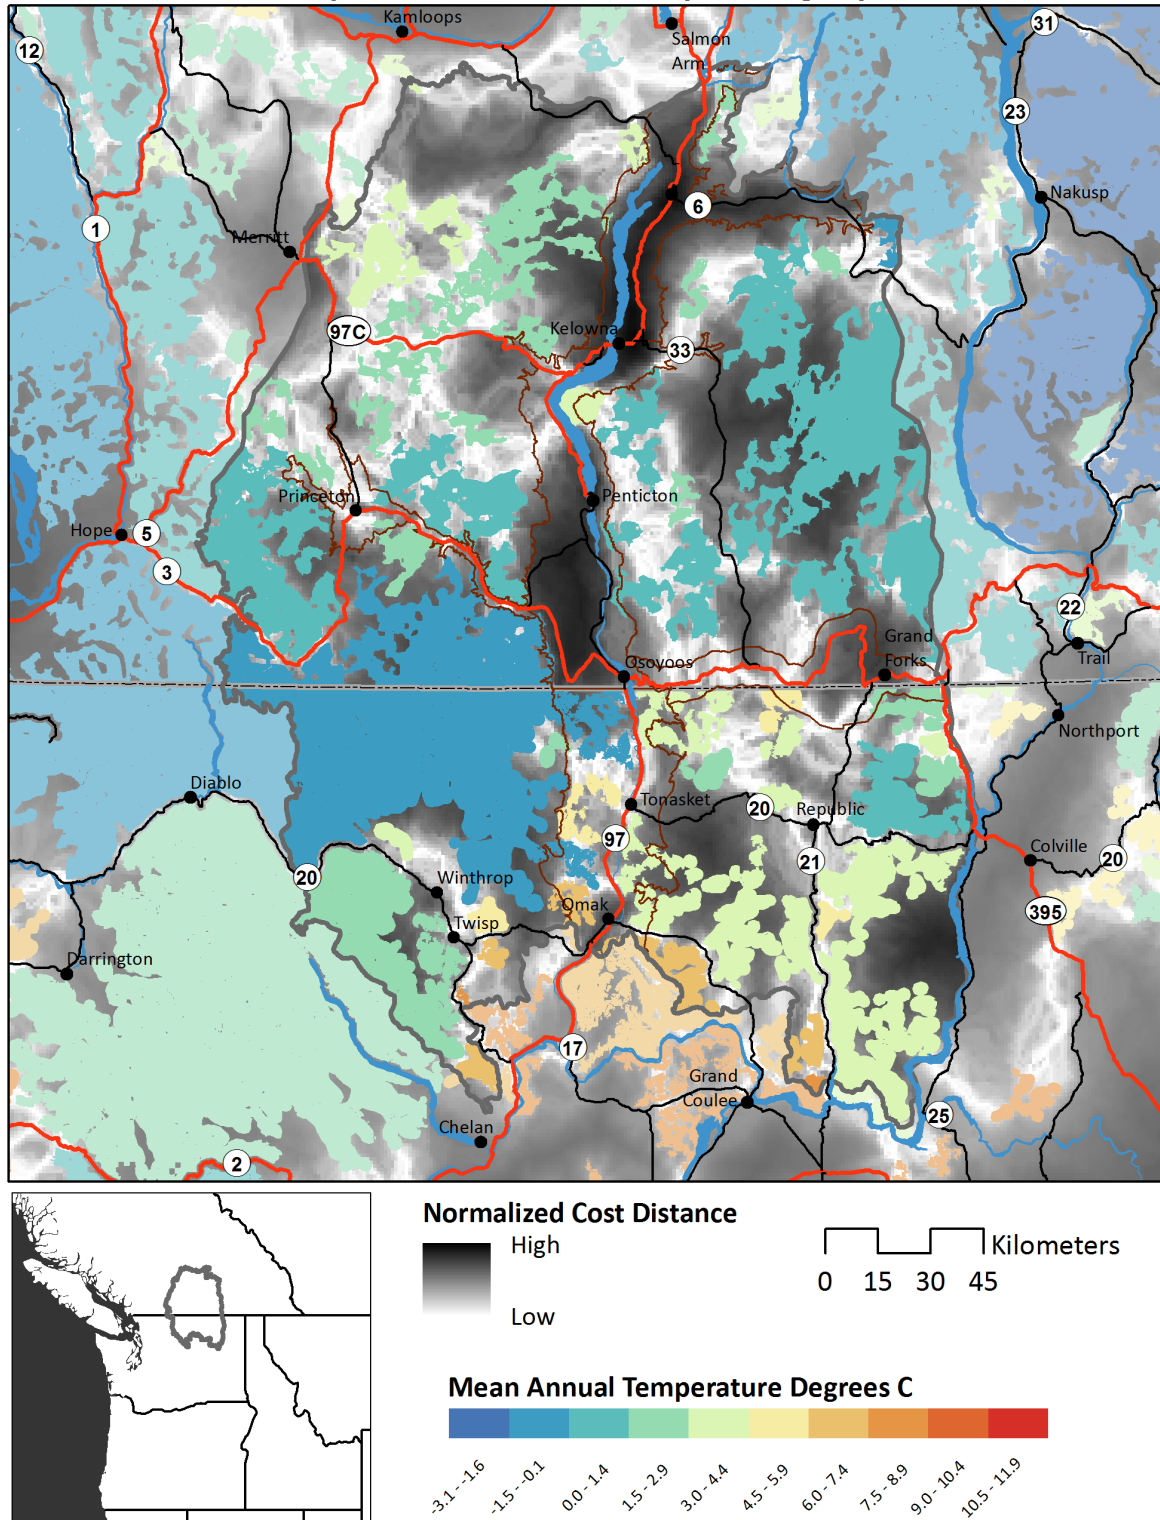 Kamloops
Salmon
Arm
31
12
23
Nakusp
6
1
Merritt
97C
Kelowna
33
Princeton
Penticton
Hope
5
3
22
Grand
Forks
Trail
Osoyoos
Northport
Diablo
Tonasket
20
Republic
97
21
Colville
20
20
Winthrop
395
Omak
Twisp
Darrington
17
Grand
Coulee
25
Chelan
2
Normalized Cost Distance
High
Low
Kilometers
0 15 30 45
Mean Annual Temperature Degrees C
-3.1 - -1.6
-1.5 - -0.1
0.0 - 1.4
1.5 - 2.9
3.0 - 4.4
4.5 - 5.9
6.0 - 7.4
7.5 - 8.9
9.0 - 10.4
10.5 - 11.9